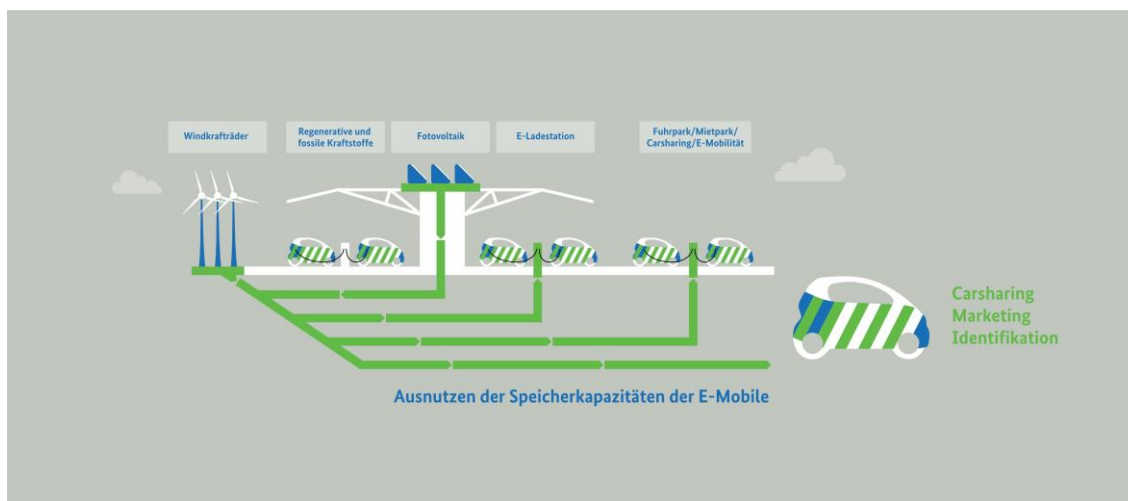 Windkrafträder
Regenerative und
fossile Kraftstoffe
Fotovoltaik
E-Ladestation
Fuhrpark/Mietpark/
Carsharing/E-Mobilität
Carsharing
Marketing
Identifikation
Ausnutzen der Speicherkapazitäten der E-Mobile